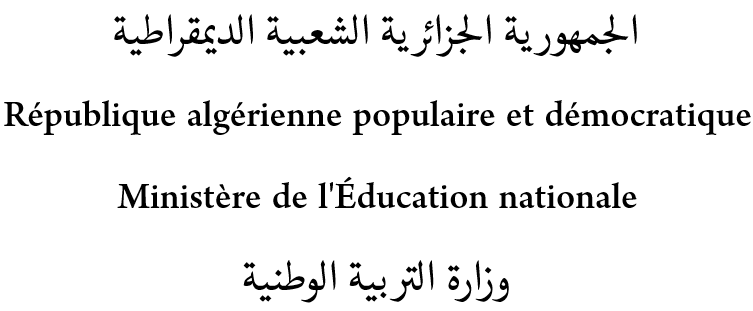 الجمهورية الجزائرية الشعبية الديمقراطية
République algérienne populaire et démocratique
Ministère de l'Éducation nationale
وزارة التربية الوطنية